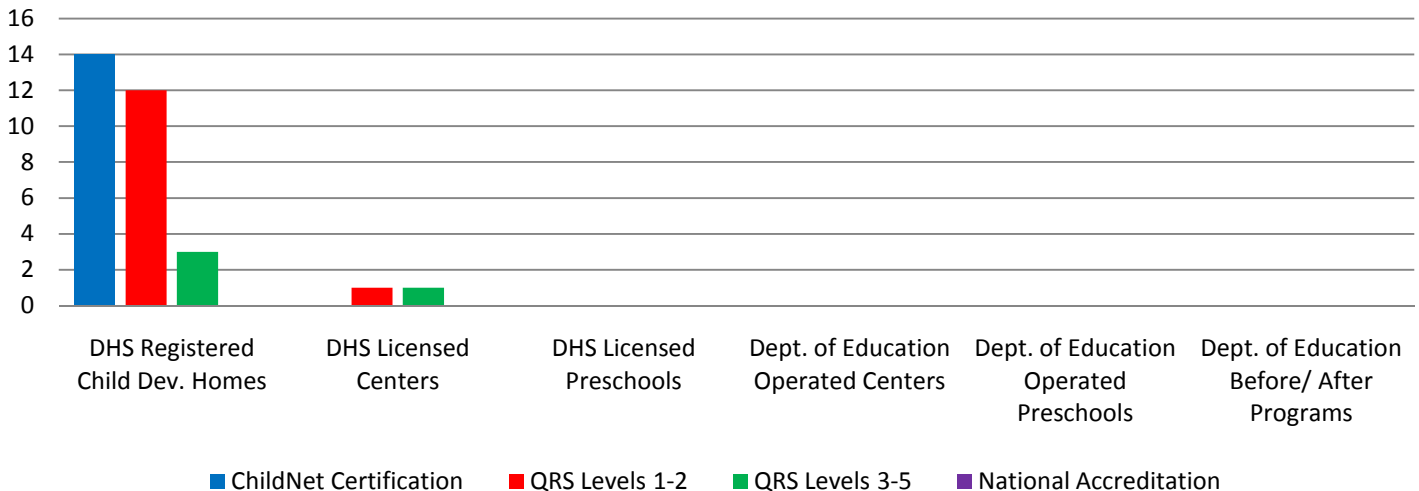 16
14
12
10
8
6
4
2
0
DHS Registered
Child Dev. Homes
DHS Licensed
Centers
DHS Licensed
Preschools
Dept. of Education
Operated Centers
Dept. of Education
Operated
Preschools
Dept. of Education
Before/ After
Programs
ChildNet Certification
QRS Levels 1-2
QRS Levels 3-5
National Accreditation